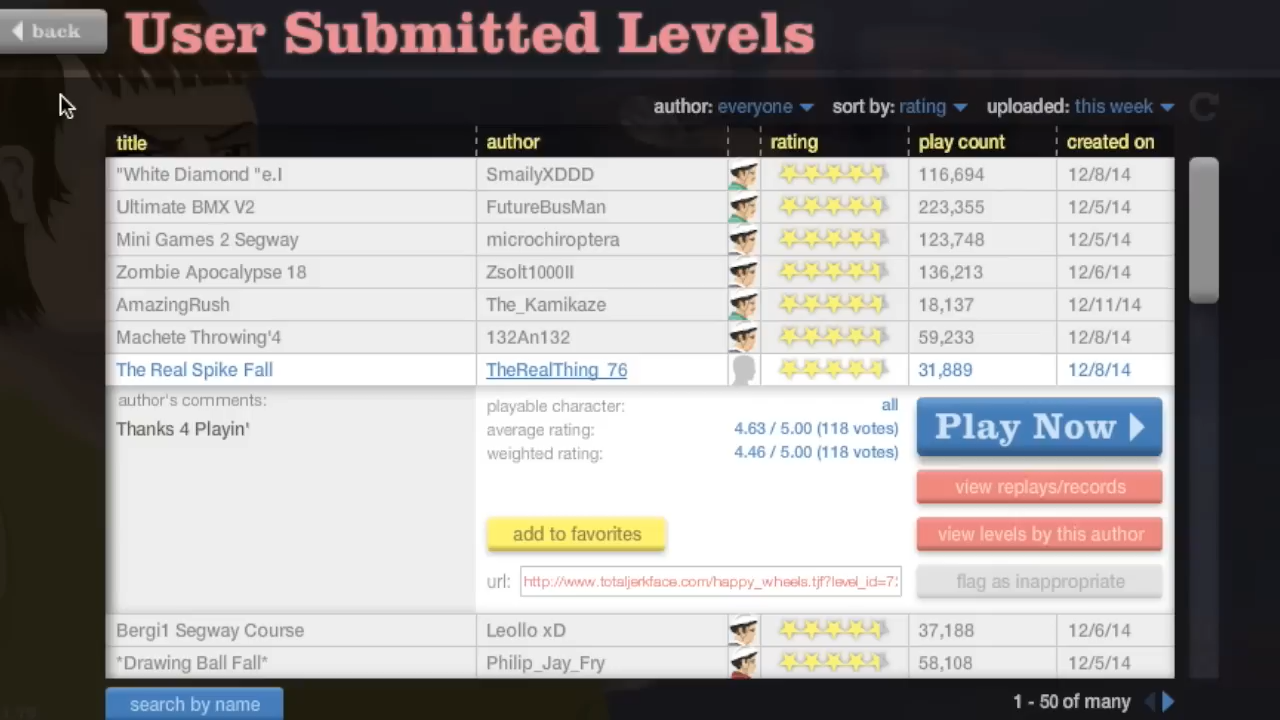 back
User Submitted Levels
author: everyone sort by: rating uploaded: this week
title author rating play count created on
"White Diamond "e.I SmailyXDDD 116,694 12/8/14
Ultimate BMX V2 FutureBusMan 223,355 12/5/14
Mini Games 2 Segway microchiroptera 123,748 12/5/14
Zombie Apocalypse 18 Zsolt1000II 136,213 12/6/14
AmazingRush The_Kamikaze 18,137 12/11/14
Machete Throwing'4 132An132 59,233 12/8/14
The Real Spike Fall TheRealThing_76 31,889 12/8/14
author's comments:
Thanks 4 Playin'
playable character: all
average rating: 4.63 / 5.00 (118 votes)
weighted rating: 4.46 / 5.00 (118 votes)
add to favorites
url: http://www.totaljerkface.com/happy_wheels.tjf?level_id=7
Play Now
view replays/records
view levels by this author
flag as inappropriate
Bergi1 Segway Course Leollo xD 37,188 12/6/14
*Drawing Ball Fall* Philip_Jay_Fry 58,108 12/5/14
search by name
1 - 50 of many